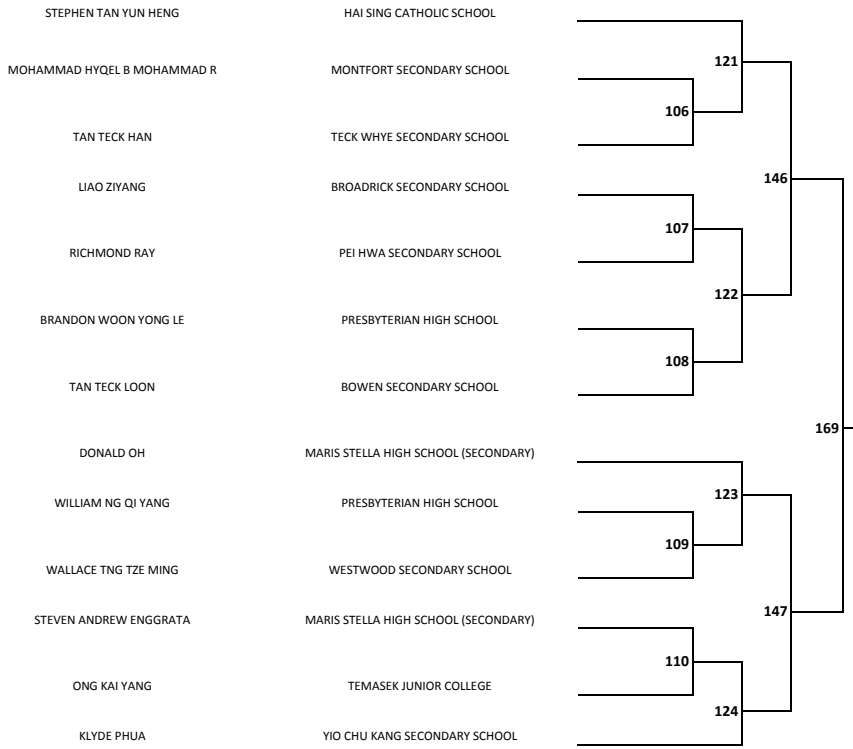 STEPHEN TAN YUN HENG HAI SING CATHOLIC SCHOOL
121
MOHAMMAD HYQEL B MOHAMMAD R MONTFORT SECONDARY SCHOOL
106
TAN TECK HAN TECK WHYE SECONDARY SCHOOL
146
LIAO ZIYANG BROADRICK SECONDARY SCHOOL
107
RICHMOND RAY PEI HWA SECONDARY SCHOOL
122
BRANDON WOON YONG LE PRESBYTERIAN HIGH SCHOOL
108
TAN TECK LOON BOWEN SECONDARY SCHOOL
169
DONALD OH MARIS STELLA HIGH SCHOOL (SECONDARY)
123
WILLIAM NG QI YANG PRESBYTERIAN HIGH SCHOOL
109
WALLACE TNG TZE MING WESTWOOD SECONDARY SCHOOL
147
STEVEN ANDREW ENGGRATA MARIS STELLA HIGH SCHOOL (SECONDARY)
110
ONG KAI YANG TEMASEK JUNIOR COLLEGE
124
KLYDE PHUA YIO CHU KANG SECONDARY SCHOOL